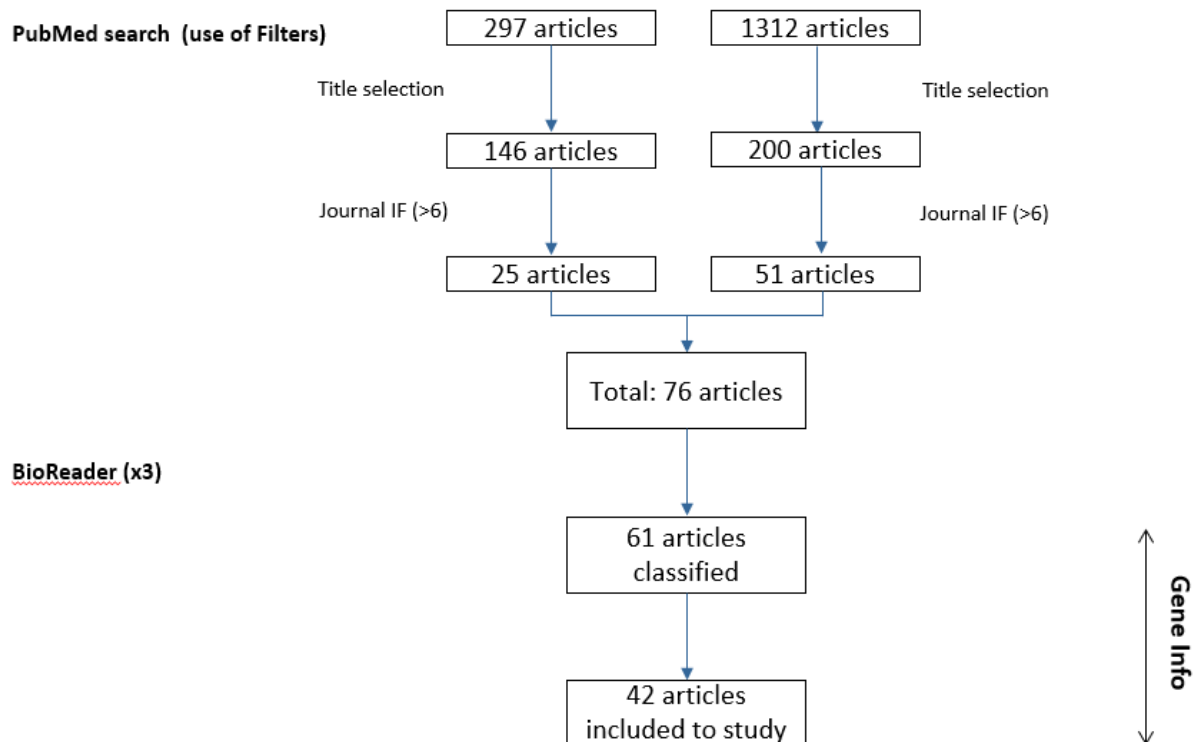 PubMed search  (use of Filters)
297 articles
1312 articles
Title selection
Title selection
146 articles
200 articles
Journal IF (>6)
Journal IF (>6)
25 articles
51 articles
Total: 76 articles
BioReader (x3)
61 articles
classified
Gene Info
42 articles
included to study